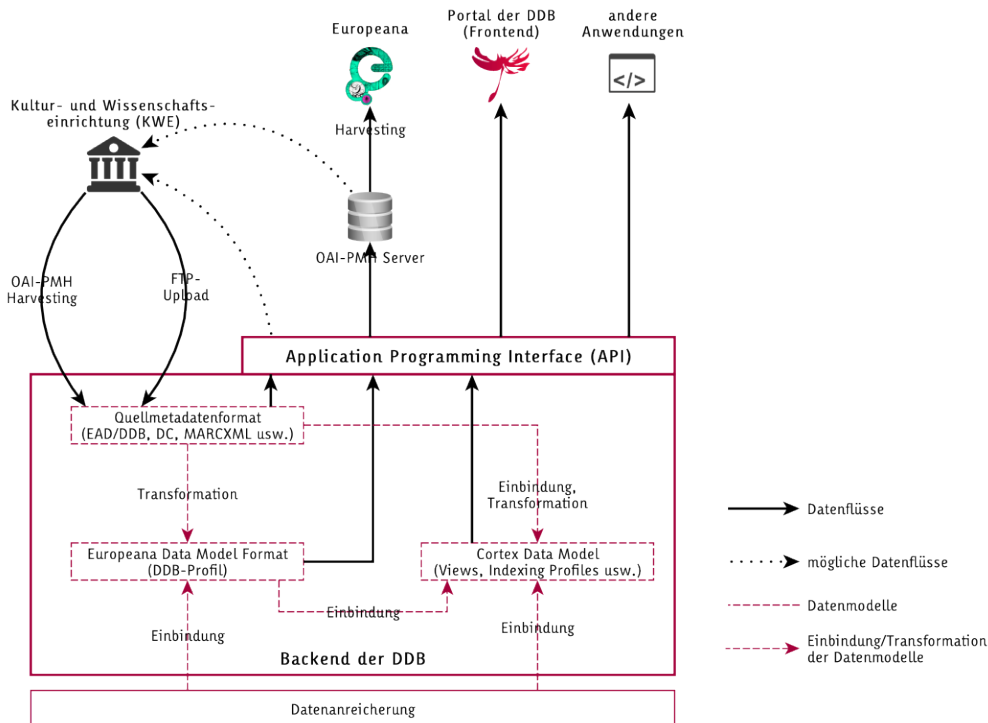 Europeana
Portal der DDB
(Frontend)
andere
Anwendungen
</>
Kultur- und Wissenschafts-
einrichtung (KWE)
Harvesting
OAI-PMH Server
OAI-PMH
Harvesting
FTP-
Upload
Application Programming Interface (API)
Quellmetadatenformat
(EAD/DDB, DC, MARCXML usw.)
Transformation
Einbindung,
Transformation
Europeana Data Model Format
(DDB-Profil)
Cortex Data Model
(Views, Indexing Profiles usw.)
Einbindung
Einbindung
Einbindung
Backend der DDB
Datenanreicherung
Datenflüsse
mögliche Datenflüsse
Datenmodelle
Einbindung/Transformation
der Datenmodelle